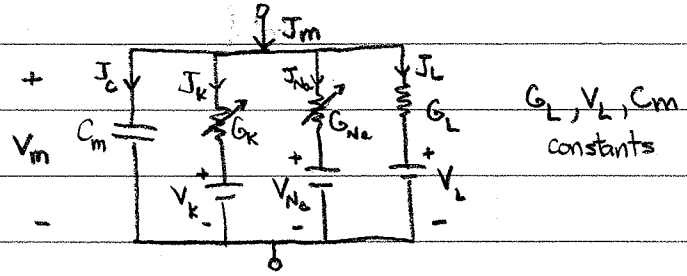 J_m
+ J_c J_K J_Na J_L
V_m C_m G_K G_Na G_L G_L, V_L, C_m
constants
+ + +
V_K V_Na V_L
- - - -